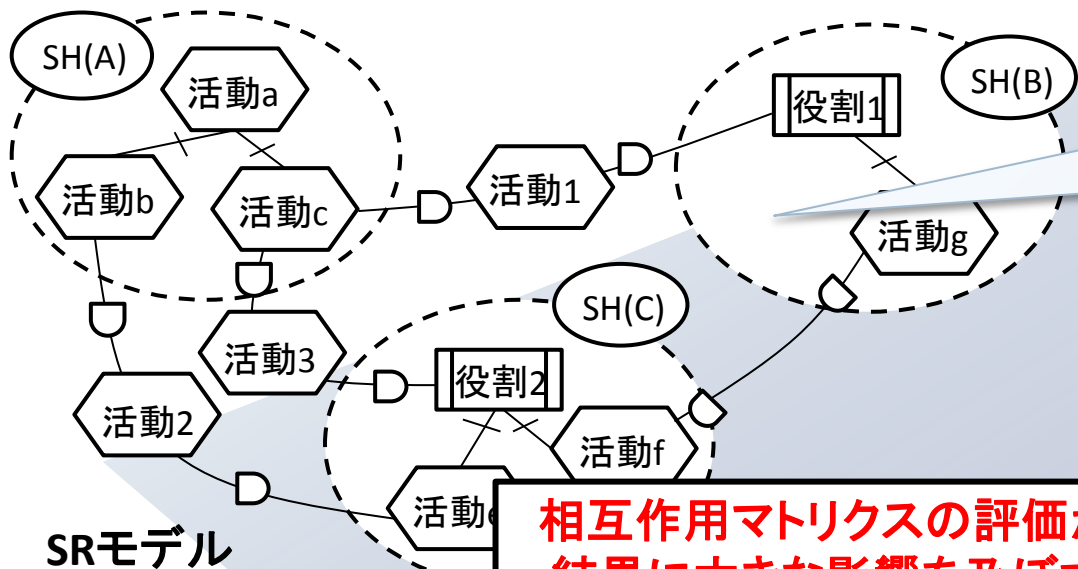 SH(A)
活動a
活動b
活動c
活動1
役割1
SH(B)
活動g
SH(C)
活動3
役割2
活動2
活動f
活動e
SRモデル
相互作用マトリクスの評価が